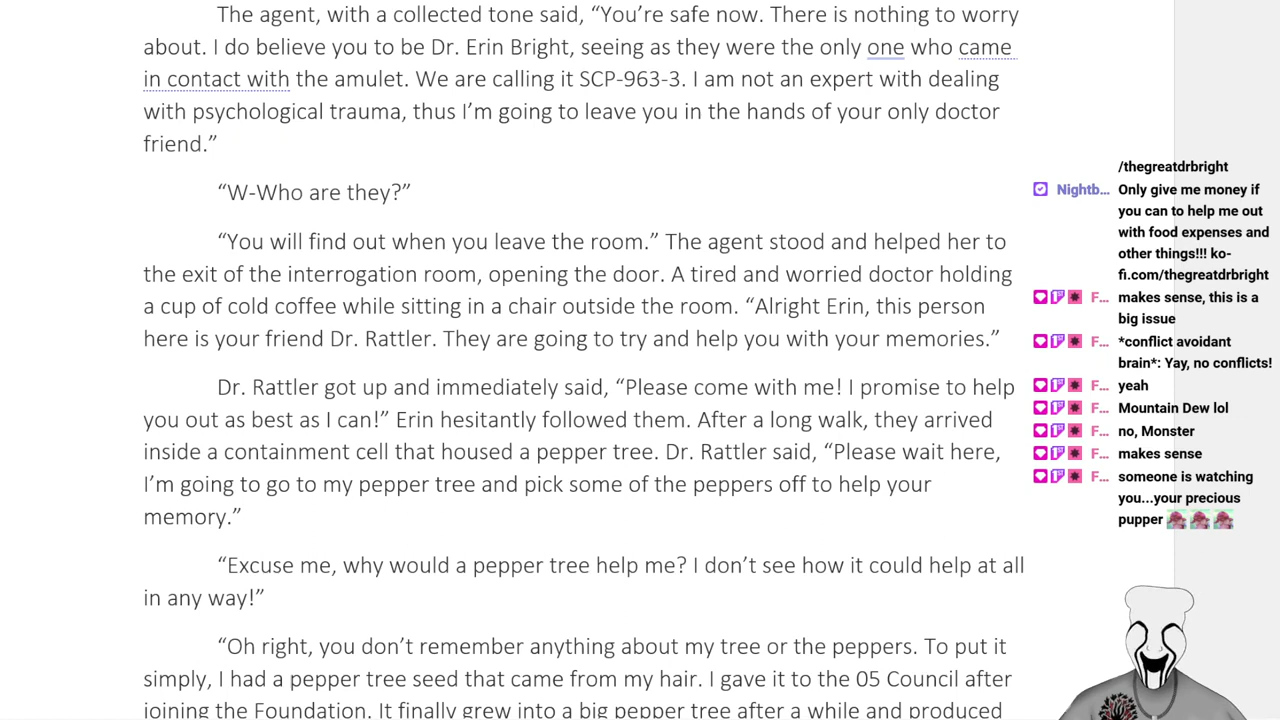 The agent, with a collected tone said, “You’re safe now. There is nothing to worry
about. I do believe you to be Dr. Erin Bright, seeing as they were the only one who came
in contact with the amulet. We are calling it SCP-963-3. I am not an expert with dealing
with psychological trauma, thus I’m going to leave you in the hands of your only doctor
friend.”
“W-Who are they?”
“You will find out when you leave the room.” The agent stood and helped her to
the exit of the interrogation room, opening the door. A tired and worried doctor holding
a cup of cold coffee while sitting in a chair outside the room. “Alright Erin, this person
here is your friend Dr. Rattler. They are going to try and help you with your memories.”
Dr. Rattler got up and immediately said, “Please come with me! I promise to help
you out as best as I can!” Erin hesitantly followed them. After a long walk, they arrived
inside a containment cell that housed a pepper tree. Dr. Rattler said, “Please wait here,
I’m going to go to my pepper tree and pick some of the peppers off to help your
memory.”
“Excuse me, why would a pepper tree help me? I don’t see how it could help at all
in any way!”
“Oh right, you don’t remember anything about my tree or the peppers. To put it
simply, I had a pepper tree seed that came from my hair. I gave it to the 05 Council after
joining the Foundation. It finally grew into a big pepper tree after a while and produced
/thegreatdrbright
Nightb... Only give me money if
you can to help me out
with food expenses and
other things!!! ko-
fi.com/thegreatdrbright
F... makes sense, this is a
big issue
F... *conflict avoidant
brain*: Yay, no conflicts!
F... yeah
F... Mountain Dew lol
F... no, Monster
F... makes sense
F... someone is watching
you...your precious
pupper